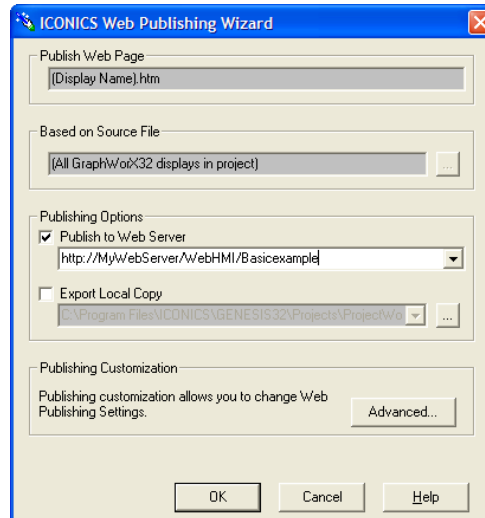 ICONICS Web Publishing Wizard
Publish Web Page
(Display Name).htm
Based on Source File
(All GraphWorX32 displays in project)
...
Publishing Options
Publish to Web Server
http://MyWebServer/WebHMI/Basicexample
Export Local Copy
C:\Program Files\ICONICS\GENESIS32\Projects\ProjectWo
...
Publishing Customization
Publishing customization allows you to change Web
Publishing Settings.
Advanced...
OK Cancel Help